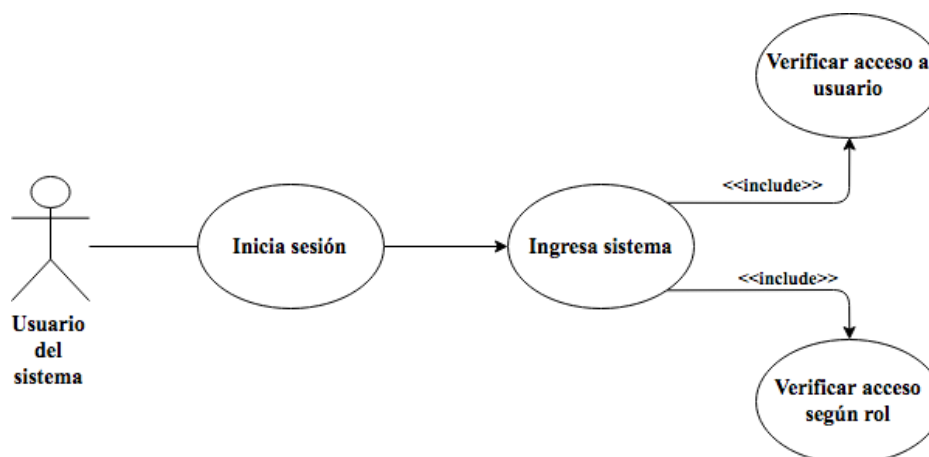 Verificar acceso a
usuario
<<include>>
Inicia sesión
Ingresa sistema
<<include>>
Usuario
del
sistema
Verificar acceso
según rol